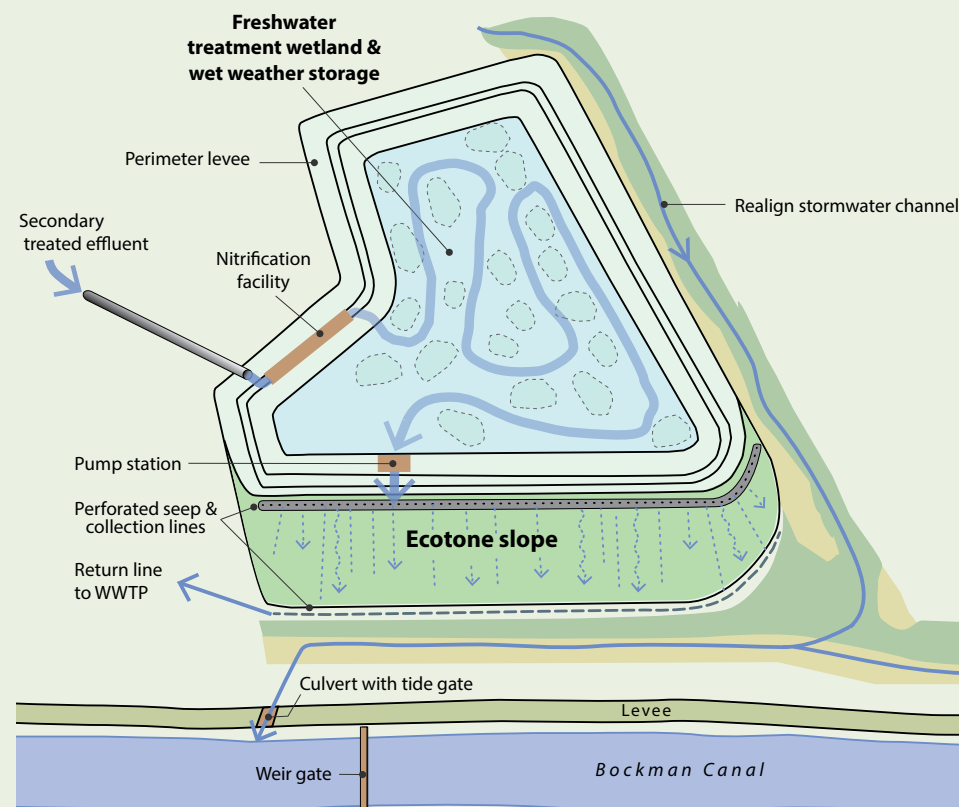 Freshwater
treatment wetland &
wet weather storage
Perimeter levee
Secondary
treated effluent
Realign stormwater channel
Nitrification
facility
Pump station
Perforated seep &
collection lines
Ecotone slope
Return line
to WWTP
Culvert with tide gate
Levee
Weir gate
Bockman Canal